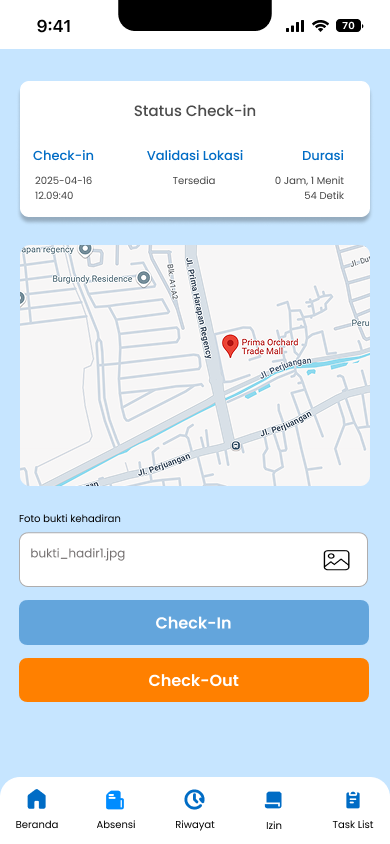 9:41
70
Status Check-in
Check-in
Validasi Lokasi
Durasi
2025-04-16
12.09:40
Tersedia
0 Jam, 1 Menit
54 Detik
apan regency
Burgundy Residence
Blk. A1-A2
Jl. Prima Harapan Regency
Jl. Dut
Peru
Prima Orchard
Trade Mall
Jl. Perjuangan
Jl. Perjuangan
Jl. Perjuangan
Foto bukti kehadiran
bukti_hadir1.jpg
Check-In
Check-Out
Beranda
Absensi
Riwayat
Izin
Task List